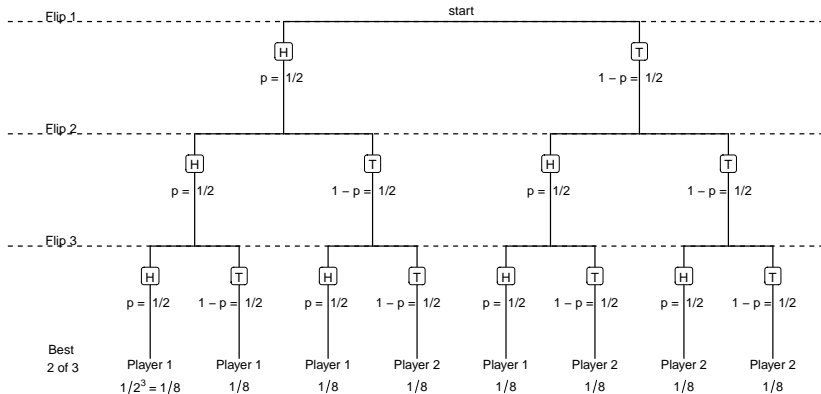 start
Flip 1
H
T
p = 1/2
1 − p = 1/2
Flip 2
H
T
H
T
p = 1/2
1 − p = 1/2
p = 1/2
1 − p = 1/2
Flip 3
H
T
H
T
H
T
H
T
p = 1/2
1 − p = 1/2
p = 1/2
1 − p = 1/2
p = 1/2
1 − p = 1/2
p = 1/2
1 − p = 1/2
Best
2 of 3
Player 1
Player 1
Player 1
Player 2
Player 1
Player 2
Player 2
Player 2
1/2³ = 1/8
1/8
1/8
1/8
1/8
1/8
1/8
1/8